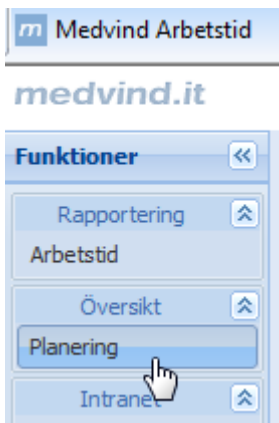 m Medvind Arbetstid
medvind.it
Funktioner
Rapportering
Arbetstid
Översikt
Planering
Intranet